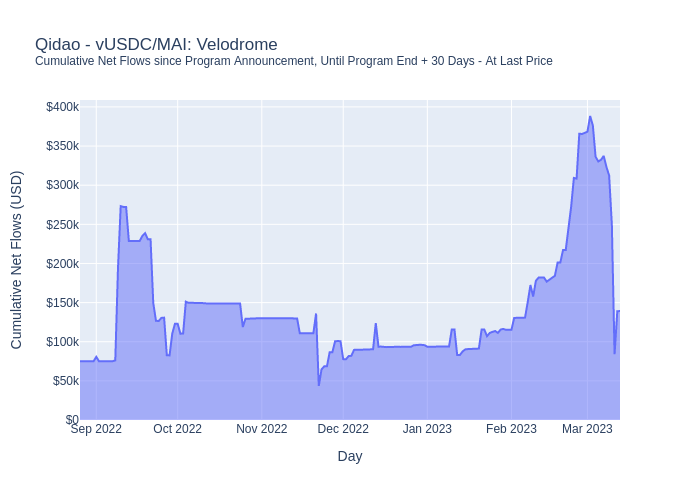 Qidao - vUSDC/MAI: Velodrome
Cumulative Net Flows since Program Announcement, Until Program End + 30 Days - At Last Price
Cumulative Net Flows (USD)
$400k
$350k
$300k
$250k
$200k
$150k
$100k
$50k
$0
Sep 2022 Oct 2022 Nov 2022 Dec 2022 Jan 2023 Feb 2023 Mar 2023
Day